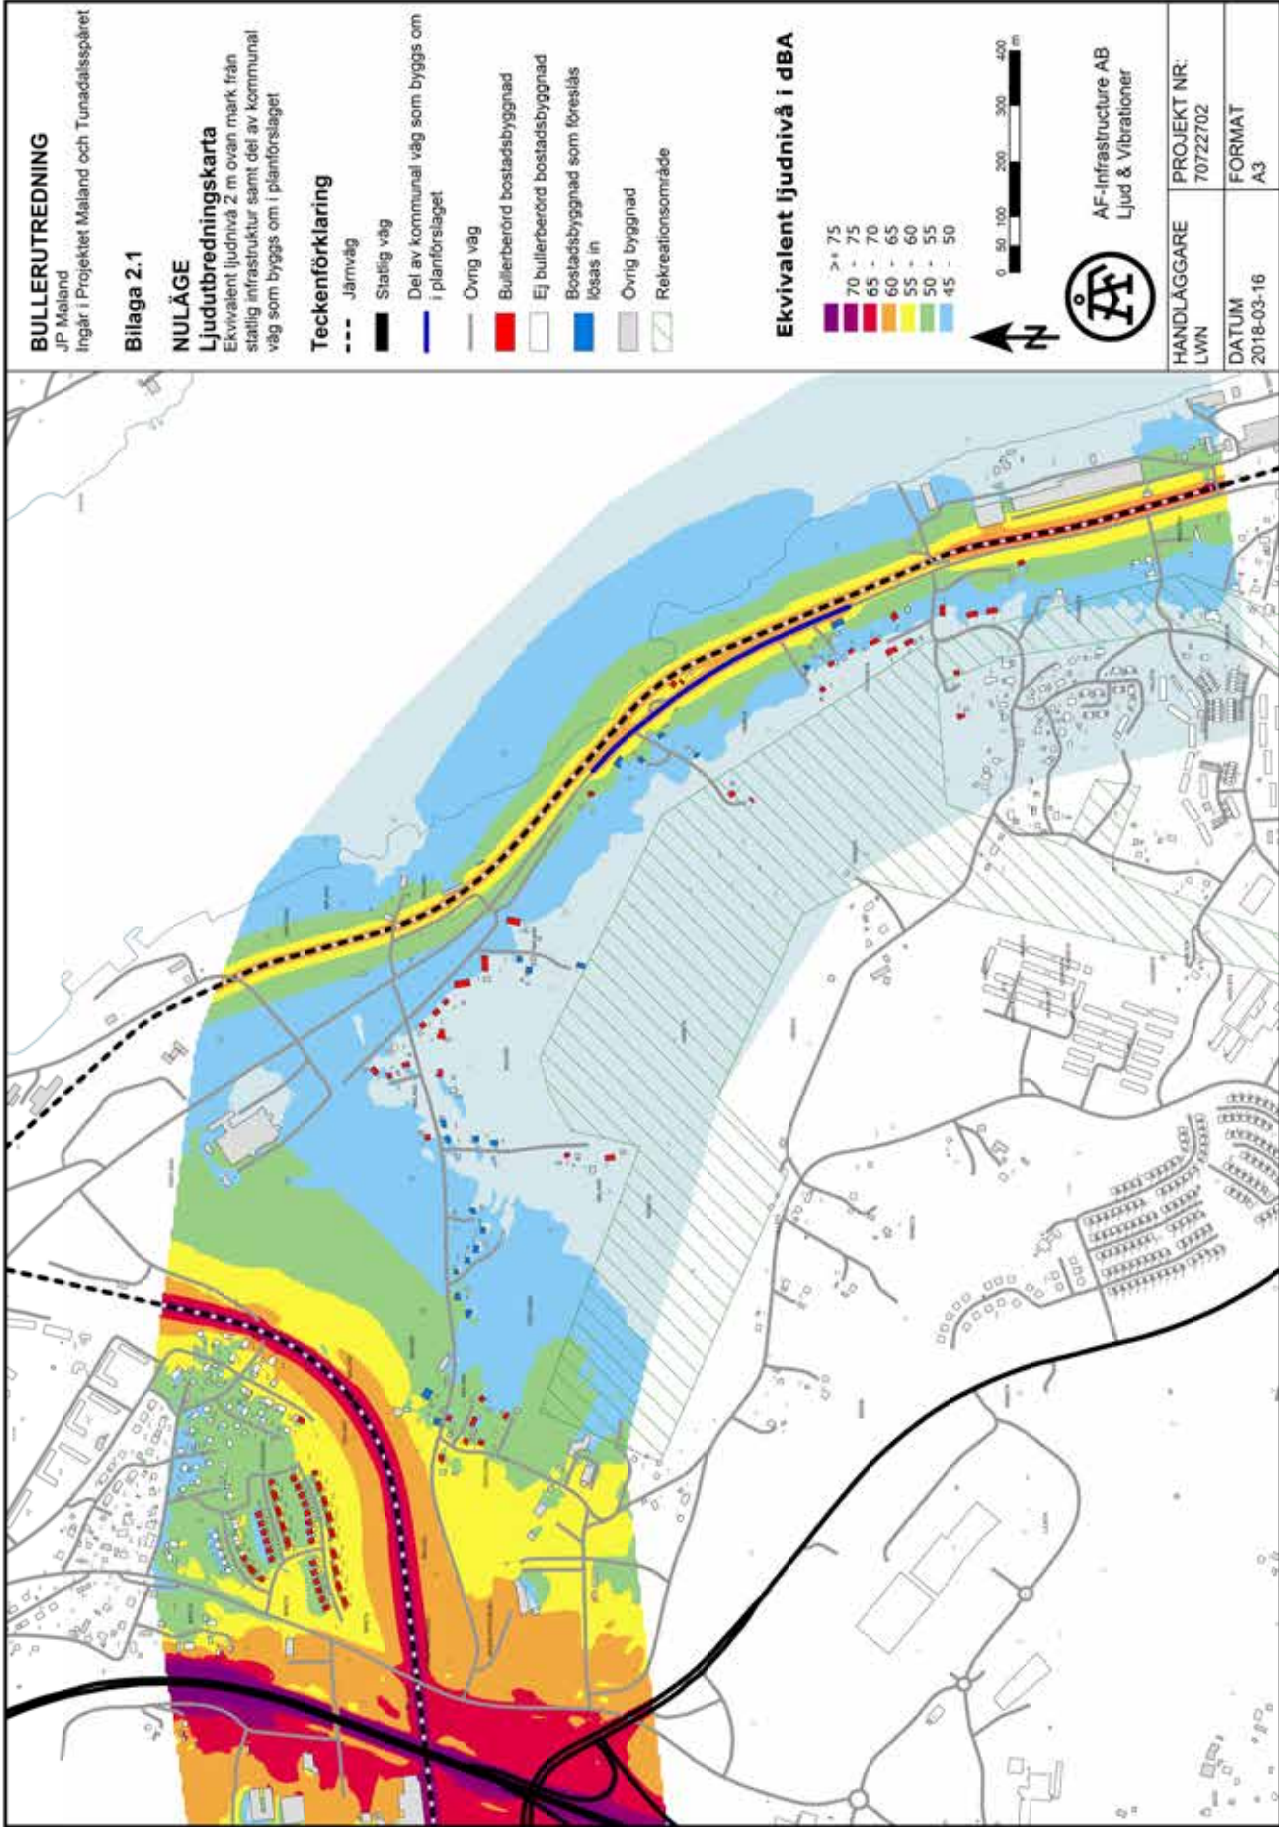 BULLERUTREDNING
JP Maland
Ingår i Projektet Maland och Tunadalsspåret
Bilaga 2.1
NULÄGE
Ljudutbredningskarta
Ekvivalent ljudnivå 2 m ovan mark från
statlig infrastruktur samt del av kommunal
väg som byggs om i planförslaget
Teckenförklaring
Järnväg
Statlig väg
Del av kommunal väg som byggs om
i planförslaget
Övrig väg
Bullerberörd bostadsbyggnad
Ej bullerberörd bostadsbyggnad
Bostadsbyggnad som föreslås
lösas in
Övrig byggnad
Rekreationsområde
Ekvivalent ljudnivå i dBA
>= 75
70 - 75
65 - 70
60 - 65
55 - 60
50 - 55
45 - 50
0 50 100 200 300 400
m
N
ÅF
ÅF-Infrastructure AB
Ljud & Vibrationer
HANDLÄGGARE
LWN
PROJEKT NR:
70722702
DATUM
2018-03-16
FORMAT
A3